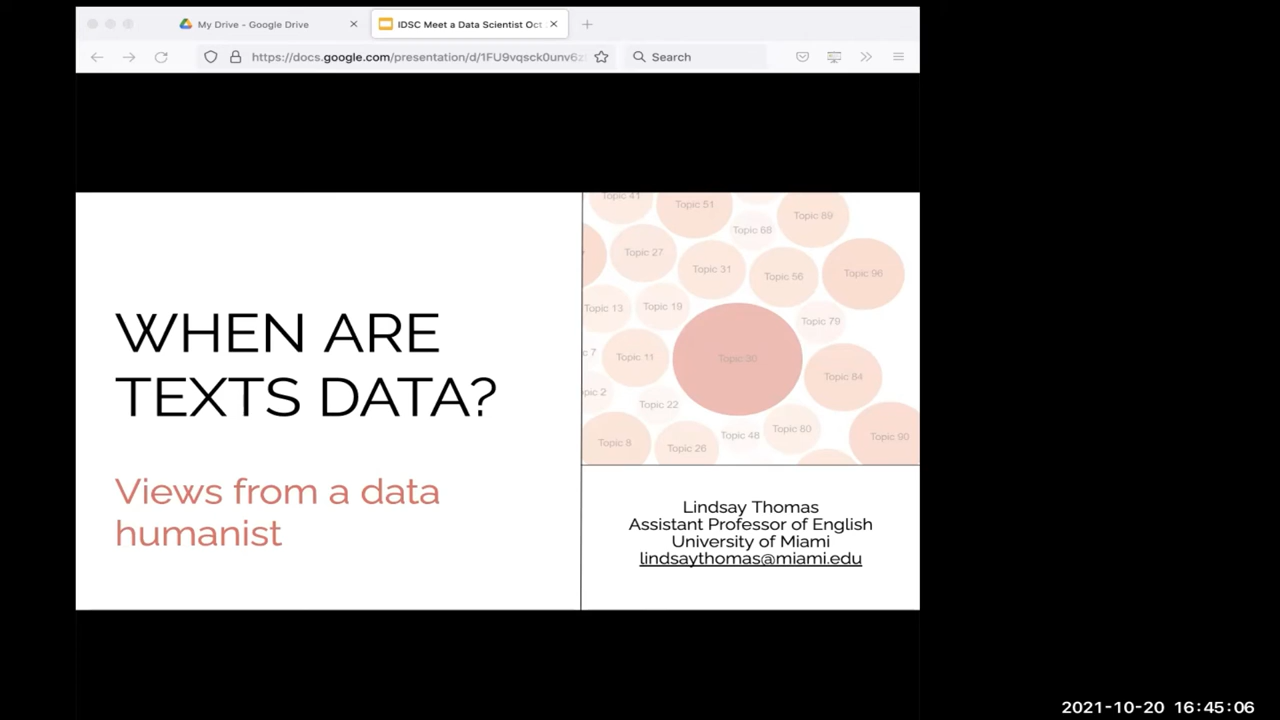 My Drive - Google Drive
IDSC Meet a Data Scientist Oct
https://docs.google.com/presentation/d/1FU9vqsck0unv6z
Search
WHEN ARE
TEXTS DATA?
Views from a data
humanist
Topic 41
Topic 51
Topic 89
Topic 68
Topic 27
Topic 31
Topic 56
Topic 96
Topic 13
Topic 19
Topic 79
Topic 30
c 7
Topic 11
Topic 84
pic 2
Topic 22
Topic 8
Topic 26
Topic 48
Topic 80
Topic 90
Lindsay Thomas
Assistant Professor of English
University of Miami
lindsaythomas@miami.edu
2021-10-20 16:45:06